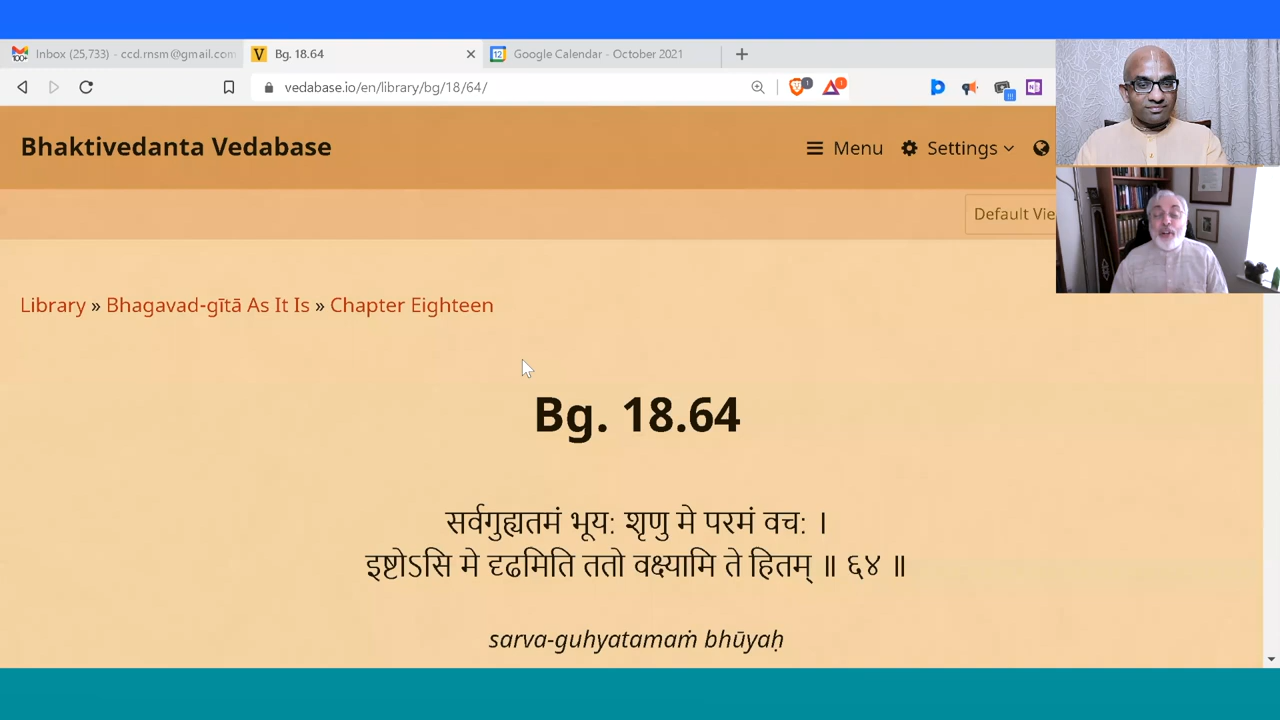 Inbox (25,733) - ccd.rnsm@gmail.com
Bg. 18.64
Google Calendar - October 2021
vedabase.io/en/library/bg/18/64/
Bhaktivedanta Vedabase
Menu
Settings
Default Vie
Library » Bhagavad-gītā As It Is » Chapter Eighteen
Bg. 18.64
सर्वगुह्यतमं भूय: श‍ृणु मे परमं वच: ।
इष्टोऽसि मे दृढमिति ततो वक्ष्यामि ते हितम् ॥ ६४ ॥
sarva-guhyatamaṁ bhūyaḥ